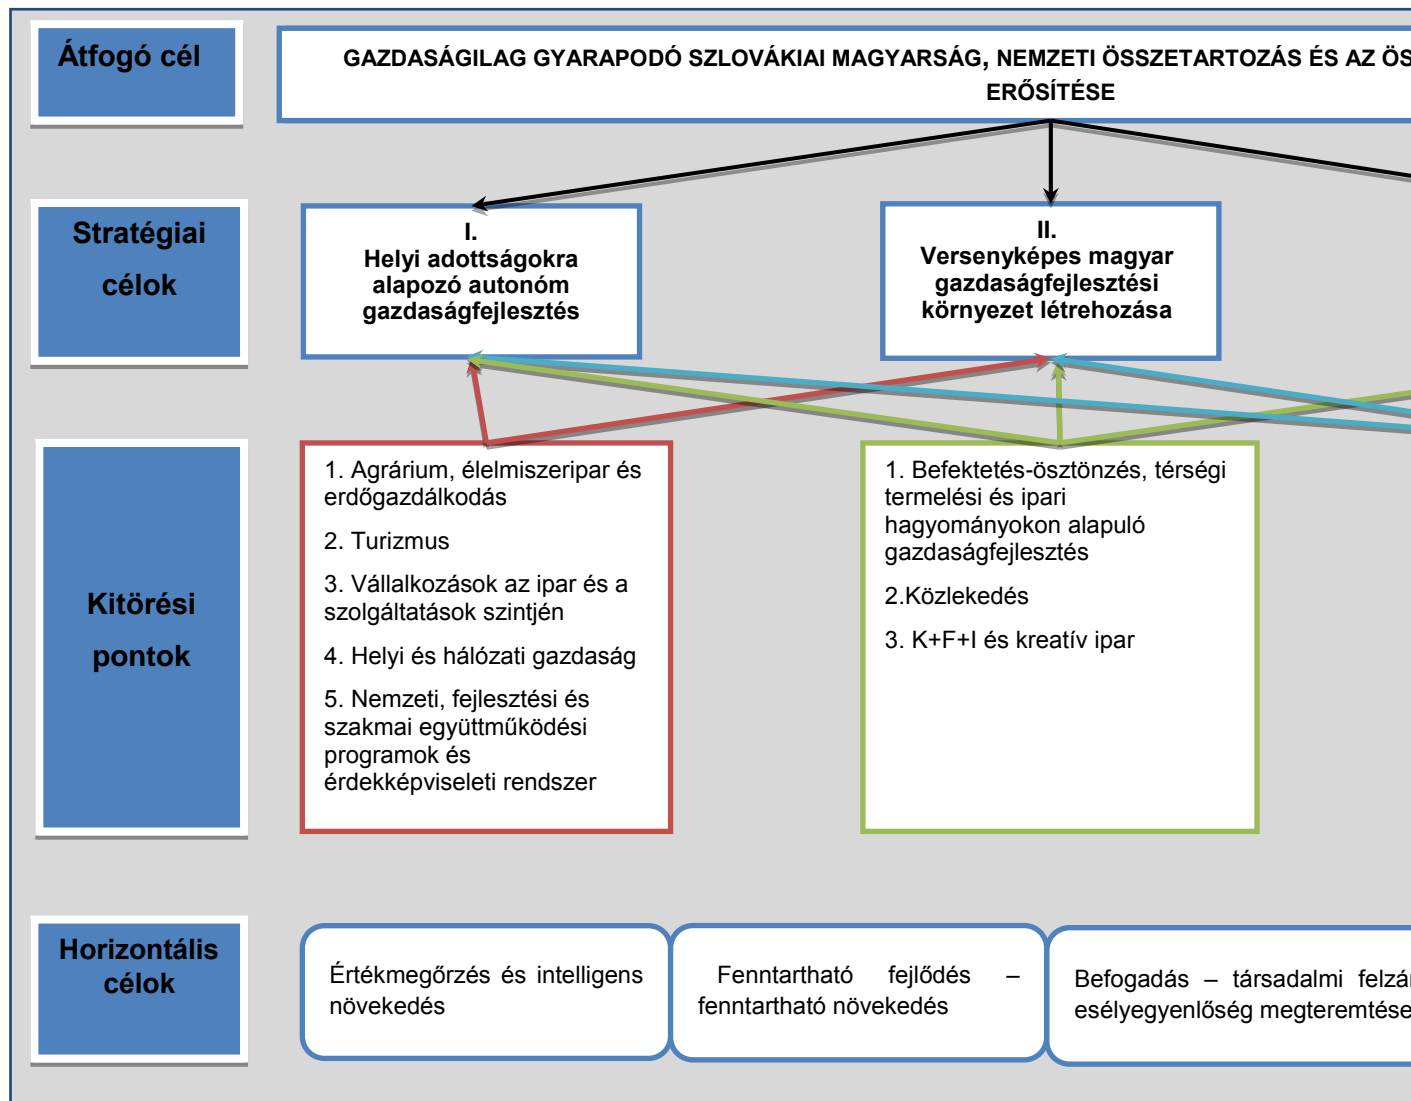 Átfogó cél
GAZDASÁGILAG GYARAPODÓ SZLOVÁKIAI MAGYARSÁG, NEMZETI ÖSSZETARTOZÁS ÉS AZ
ERŐSÍTÉSE
Stratégiai
célok
I.
Helyi adottságokra
alapozó autonóm
gazdaságfejlesztés
II.
Versenyképes magyar
gazdaságfejlesztési
környezet létrehozása
Kitörési
pontok
1. Agrárium, élelmiszeripar és
erdőgazdálkodás
2. Turizmus
3. Vállalkozások az ipar és a
szolgáltatások szintjén
4. Helyi és hálózati gazdaság
5. Nemzeti, fejlesztési és
szakmai együttműködési
programok és
érdekképviseleti rendszer
1. Befektetés-ösztönzés, térségi
termelési és ipari
hagyományokon alapuló
gazdaságfejlesztés
2.Közlekedés
3. K+F+I és kreatív ipar
Horizontális
célok
Értékmegőrzés és intelligens
növekedés
Fenntartható fejlődés –
fenntartható növekedés
Befogadás – társadalmi
esélyegyenlőség megteremtése